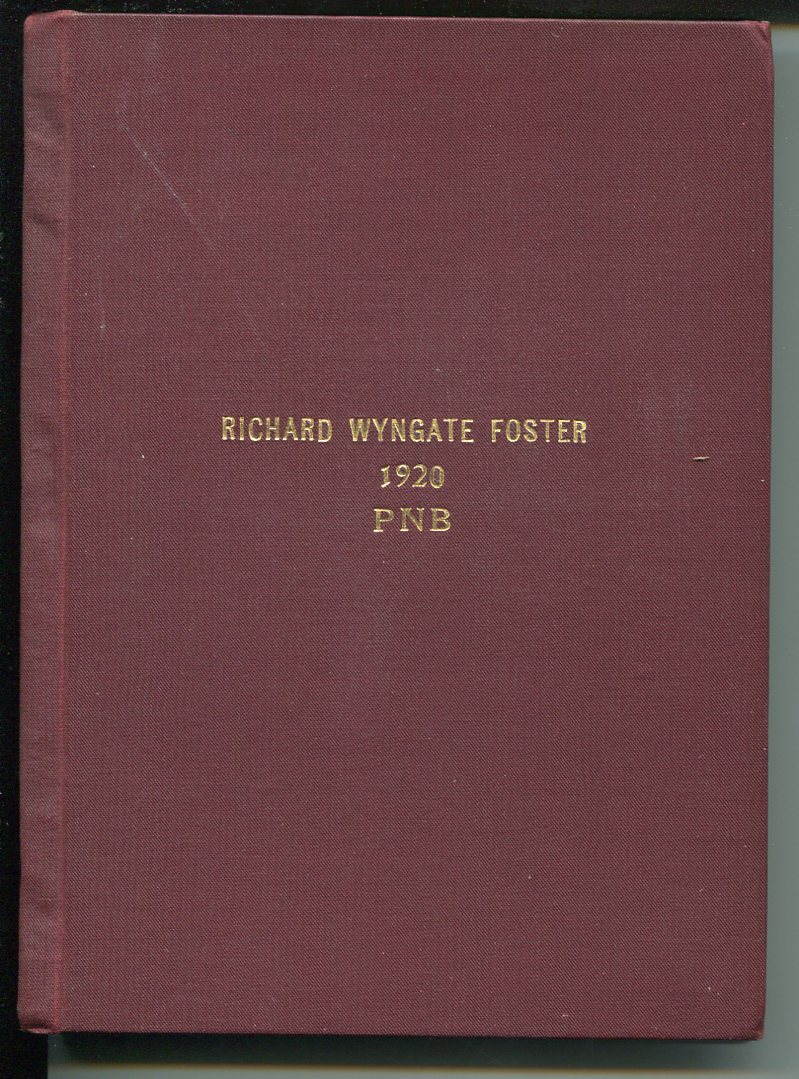 RICHARD WYNGATE FOSTER
1920
PNB